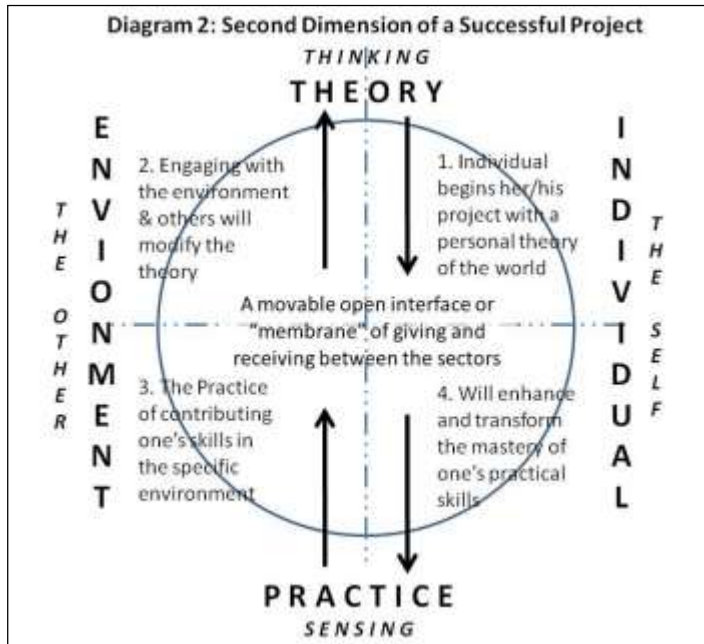 Diagram 2: Second Dimension of a Successful Project
THINKING
THEORY
ENVIONMENT
THE OTHER
2. Engaging with
the environment
& others will
modify the
theory
1. Individual
begins her/his
project with a
personal theory
of the world
INDIVIDUAL
THE SELF
A movable open interface or
"membrane" of giving and
receiving between the sectors
3. The Practice
of contributing
one's skills in
the specific
environment
4. Will enhance
and transform
the mastery of
one's practical
skills
PRACTICE
SENSING